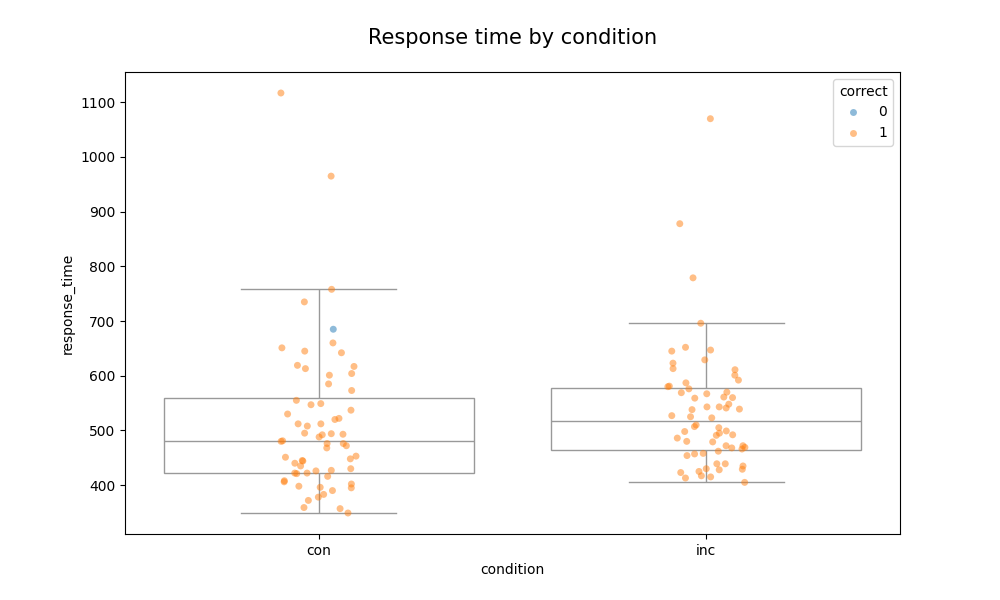 Response time by condition
correct
0
1
1100
1000
900
800
700
600
500
400
response_time
con
inc
condition